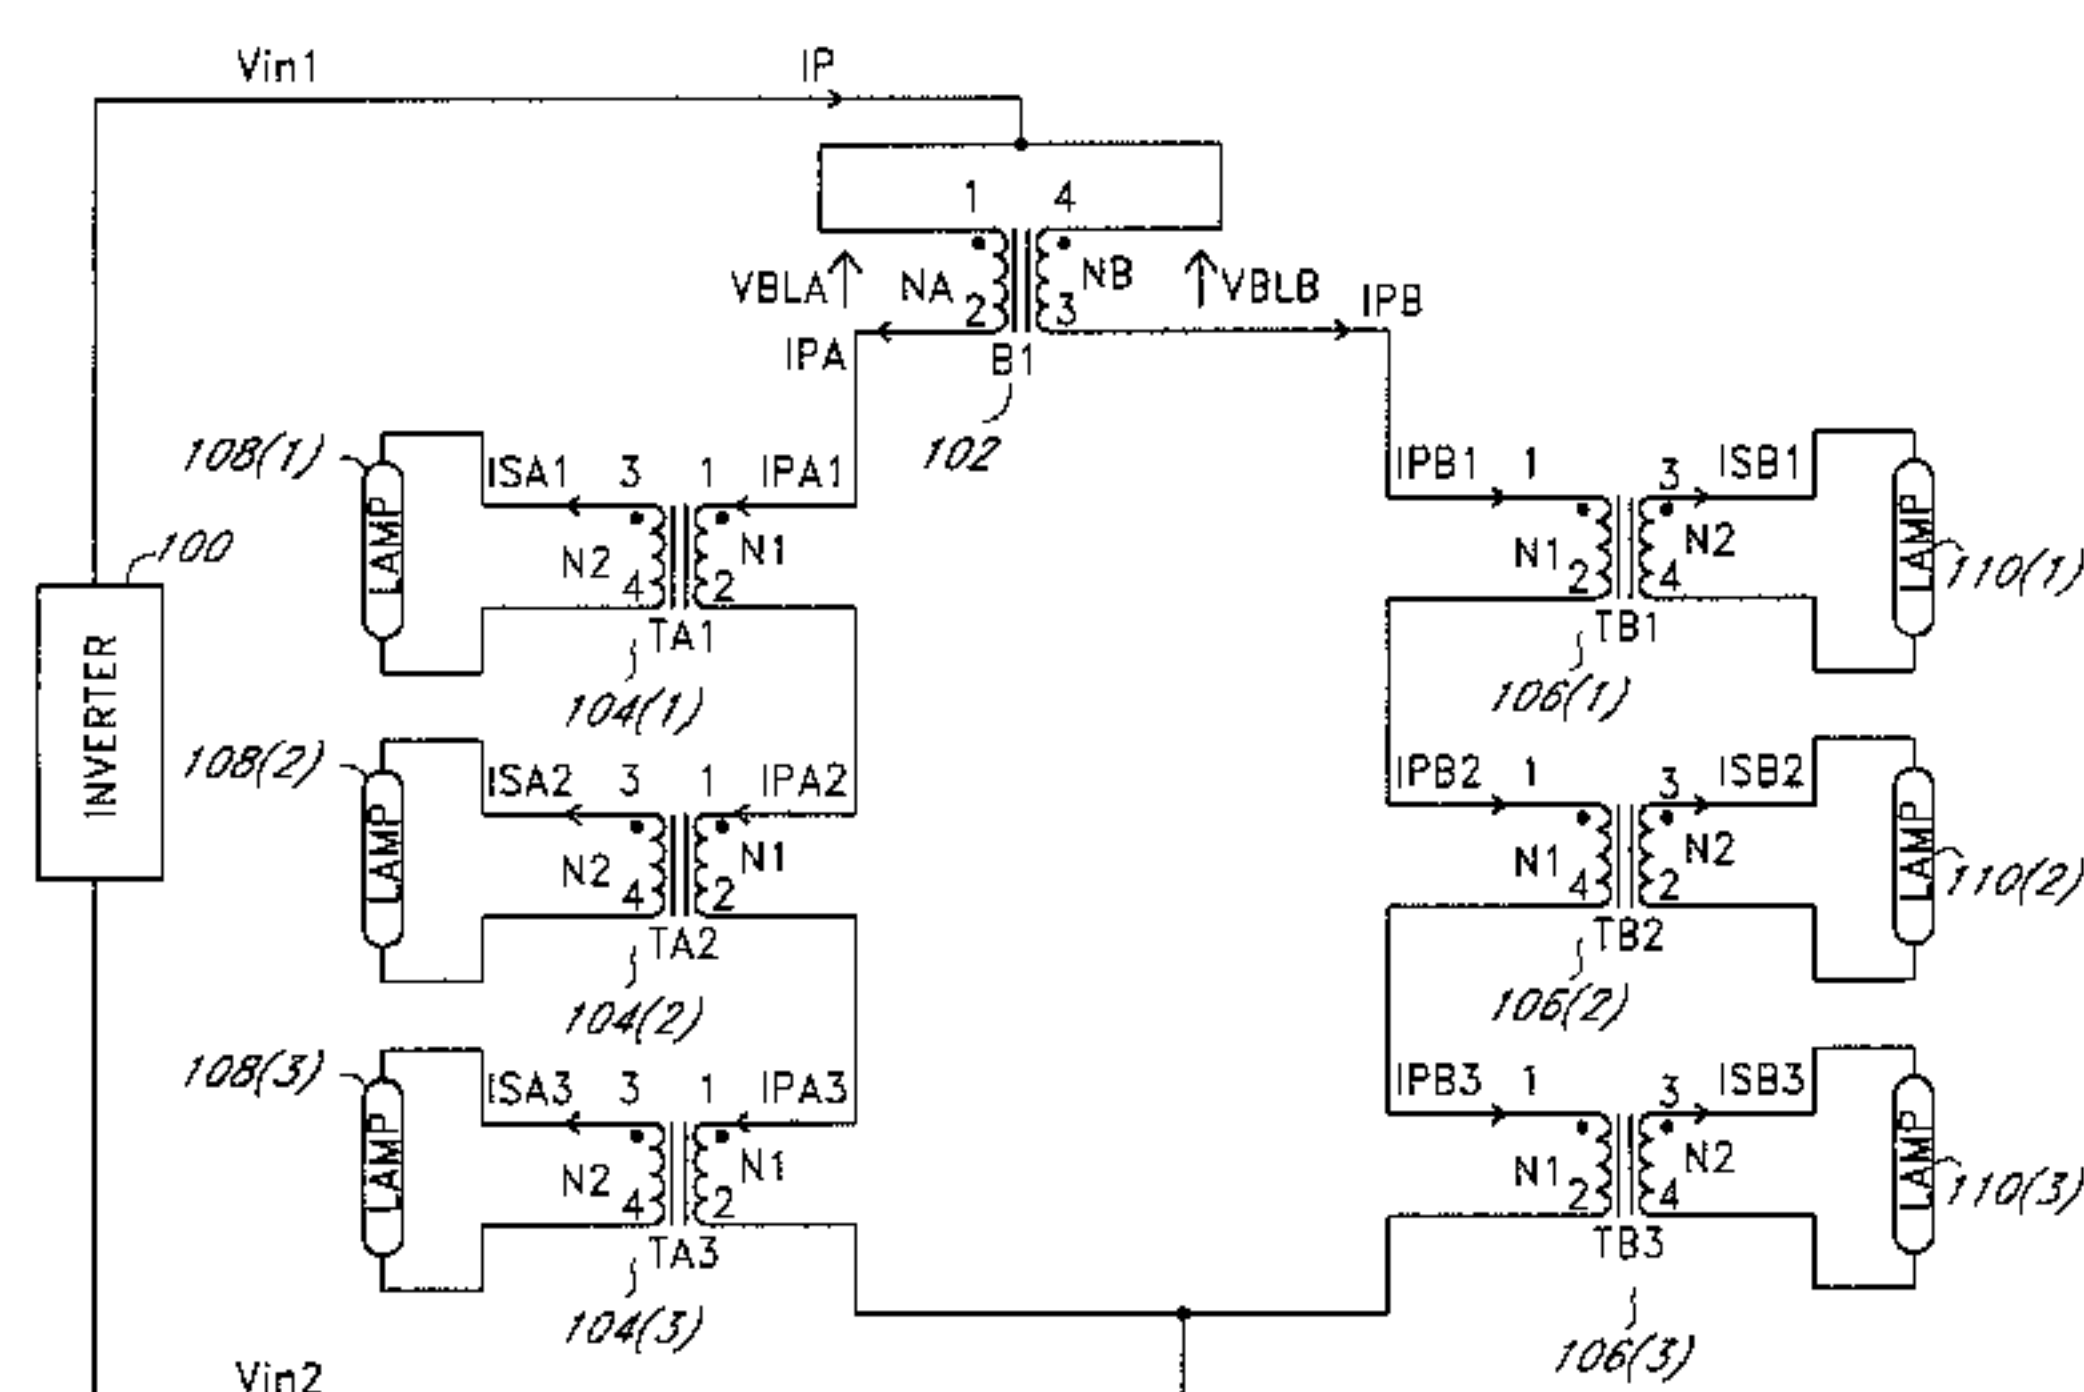 Vin1
IP
1
4
VBLA
NA
2
NB
3
VBLB
IPB
IPA
B1
102
108(1)
LAMP
ISA1
3
1
IPA1
N2
N1
4
2
TA1
104(1)
IPB1
1
3
ISB1
N1
N2
2
4
TB1
106(1)
LAMP
110(1)
100
INVERTER
108(2)
LAMP
ISA2
3
1
IPA2
N2
N1
4
2
TA2
104(2)
IPB2
1
3
ISB2
N1
N2
4
2
TB2
106(2)
LAMP
110(2)
108(3)
LAMP
ISA3
3
1
IPA3
N2
N1
4
2
TA3
104(3)
IPB3
1
3
ISB3
N1
N2
2
4
TB3
106(3)
LAMP
110(3)
Vin2